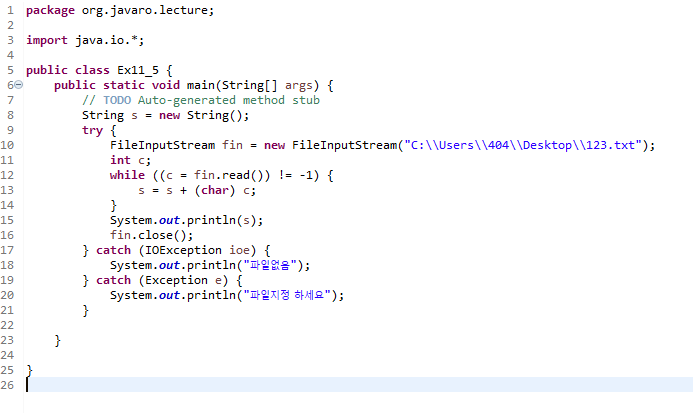 1 package org.javaro.lecture;
2
3 import java.io.*;
4
5 public class Ex11_5 {
6 public static void main(String[] args) {
7 // TODO Auto-generated method stub
8 String s = new String();
9 try {
10 FileInputStream fin = new FileInputStream("C:\\Users\\404\\Desktop\\123.txt");
11 int c;
12 while ((c = fin.read()) != -1) {
13 s = s + (char) c;
14 }
15 System.out.println(s);
16 fin.close();
17 } catch (IOException ioe) {
18 System.out.println("파일없음");
19 } catch (Exception e) {
20 System.out.println("파일지정 하세요");
21 }
22
23 }
24
25 }
26